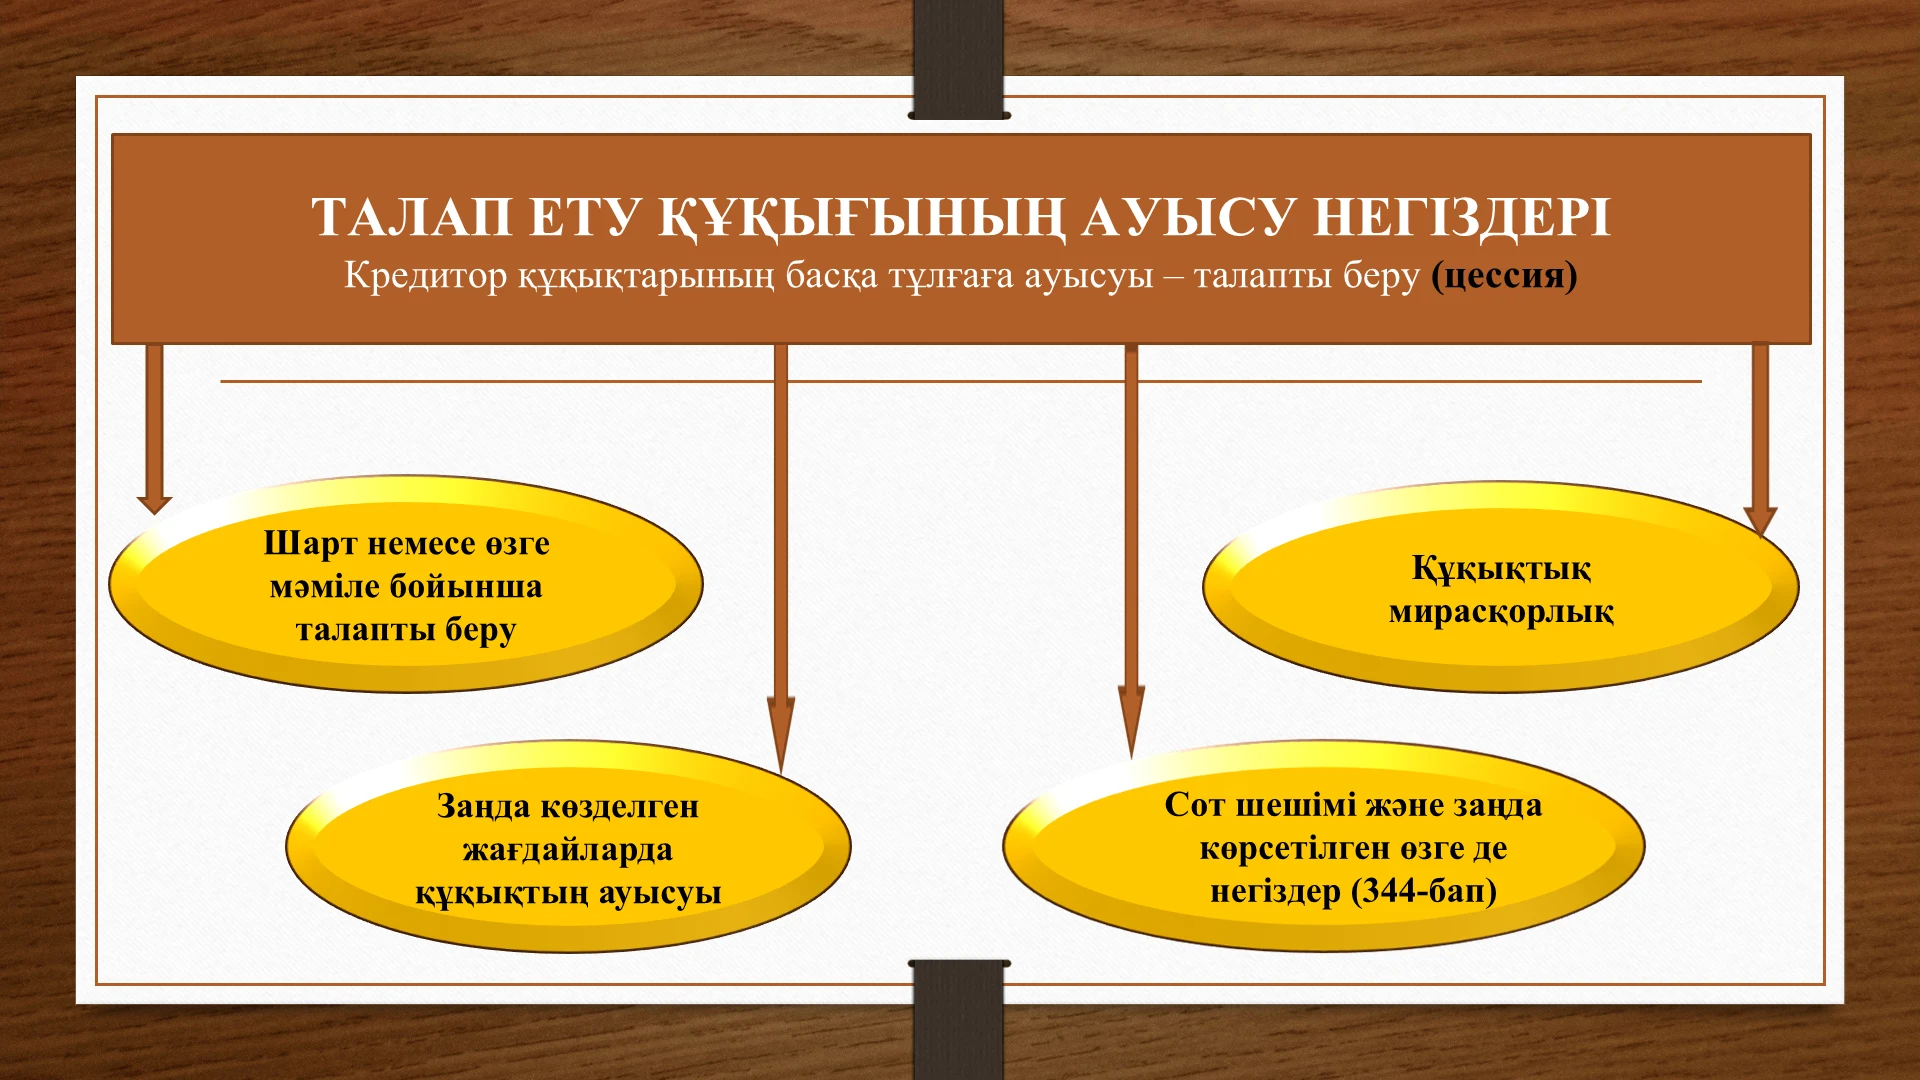 ТАЛАП ЕТУ ҚҰҚЫҒЫНЫҢ АУЫСУ НЕГІЗДЕРІ
Кредитор құқықтарының басқа тұлғаға ауысуы – талапты беру (цессия)
Шарт немесе өзге
мәміле бойынша
талапты беру
Құқықтық
мирасқорлық
Заңда көзделген
жағдайларда
құқықтың ауысуы
Сот шешімі және заңда
көрсетілген өзге де
негіздер (344-бап)